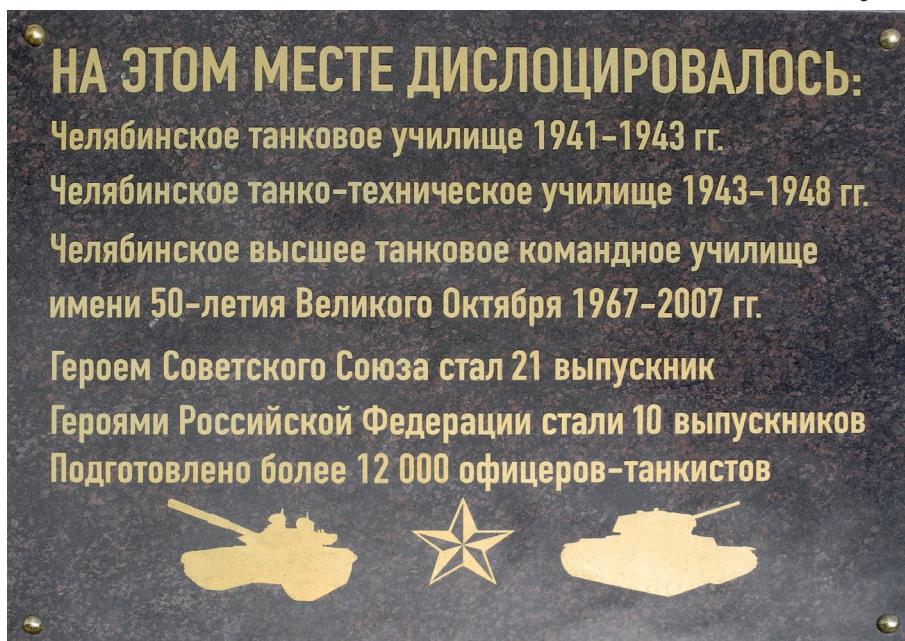 НА ЭТОМ МЕСТЕ ДИСЛОЦИРОВАЛОСЬ:
Челябинское танковое училище 1941-1943 гг.
Челябинское танко-техническое училище 1943-1948 гг.
Челябинское высшее танковое командное училище
имени 50-летия Великого Октября 1967-2007 гг.
Героем Советского Союза стал 21 выпускник
Героями Российской Федерации стали 10 выпускников
Подготовлено более 12 000 офицеров-танкистов